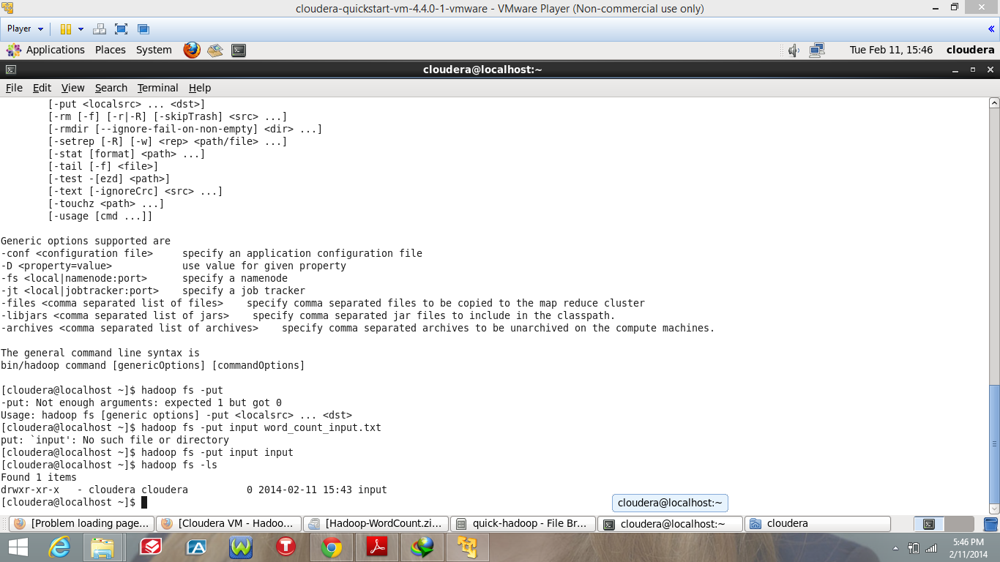 cloudera-quickstart-vm-4.4.0-1-vmware - VMware Player (Non-commercial use only)
Player
Applications Places System Tue Feb 11, 15:46 cloudera
cloudera@localhost:~
File Edit View Search Terminal Help
[-put <localsrc> ... <dst>]
[-rm [-f] [-r|-R] [-skipTrash] <src> ...]
[-rmdir [--ignore-fail-on-non-empty] <dir> ...]
[-setrep [-R] [-w] <rep> <path/file> ...]
[-stat [format] <path> ...]
[-tail [-f] <file>]
[-test -[ezd] <path>]
[-text [-ignoreCrc] <src> ...]
[-touchz <path> ...]
[-usage [cmd ...]]
Generic options supported are
-conf <configuration file>     specify an application configuration file
-D <property=value>            use value for given property
-fs <local|namenode:port>      specify a namenode
-jt <local|jobtracker:port>    specify a job tracker
-files <comma separated list of files>    specify comma separated files to be copied to the map reduce cluster
-libjars <comma separated list of jars>    specify comma separated jar files to include in the classpath.
-archives <comma separated list of archives>    specify comma separated archives to be unarchived on the compute machines.
The general command line syntax is
bin/hadoop command [genericOptions] [commandOptions]
[cloudera@localhost ~]$ hadoop fs -put
-put: Not enough arguments: expected 1 but got 0
Usage: hadoop fs [generic options] -put <localsrc> ... <dst>
[cloudera@localhost ~]$ hadoop fs -put input word_count_input.txt
put: `input': No such file or directory
[cloudera@localhost ~]$ hadoop fs -put input input
[cloudera@localhost ~]$ hadoop fs -ls
Found 1 items
drwxr-xr-x   - cloudera cloudera          0 2014-02-11 15:43 input
[cloudera@localhost ~]$
cloudera@localhost:~
[Problem loading page... [Cloudera VM - Hadoo... [Hadoop-WordCount.zi... quick-hadoop - File Br... cloudera@localhost:~ cloudera
5:46 PM
2/11/2014